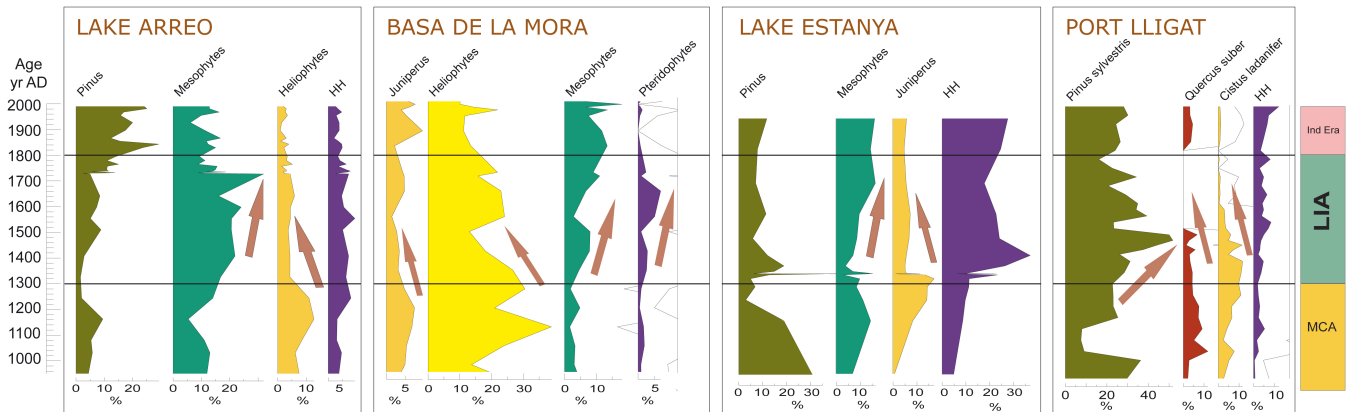 LAKE ARREO
BASA DE LA MORA
LAKE ESTANYA
PORT LLIGAT
Age
yr AD
Pinus
Mesophytes
Heliophytes
HH
Juniperus
Heliophytes
Mesophytes
Pteridophytes
Pinus
Mesophytes
Juniperus
HH
Pinus sylvestris
Quercus suber
Cistus ladanifer
HH
2000
1900
1800
1700
1600
1500
1400
1300
1200
1100
1000
Ind Era
LIA
MCA
0 10 20 0 20 0 10 5
% % % %
5 0 10 20 30 0 10 0
% % % %
0 10 20 30 0 10 0 10 0 10 20 30
% % % %
0 10 20 30 40 50 10 10 10
% % % %